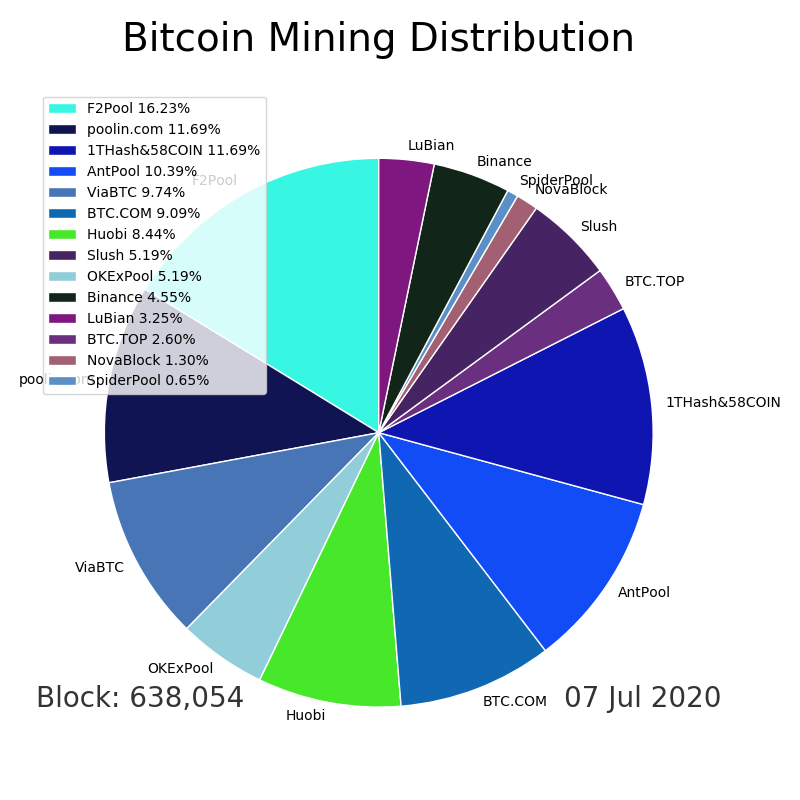 Bitcoin Mining Distribution
F2Pool 16.23%
poolin.com 11.69%
1THash&58COIN 11.69%
AntPool 10.39%
ViaBTC 9.74%
BTC.COM 9.09%
Huobi 8.44%
Slush 5.19%
OKExPool 5.19%
Binance 4.55%
LuBian 3.25%
BTC.TOP 2.60%
NovaBlock 1.30%
SpiderPool 0.65%
F2Pool
LuBian
Binance
SpiderPool
NovaBlock
Slush
BTC.TOP
poolin.com
1THash&58COIN
ViaBTC
AntPool
OKExPool
BTC.COM
Huobi
Block: 638,054
07 Jul 2020